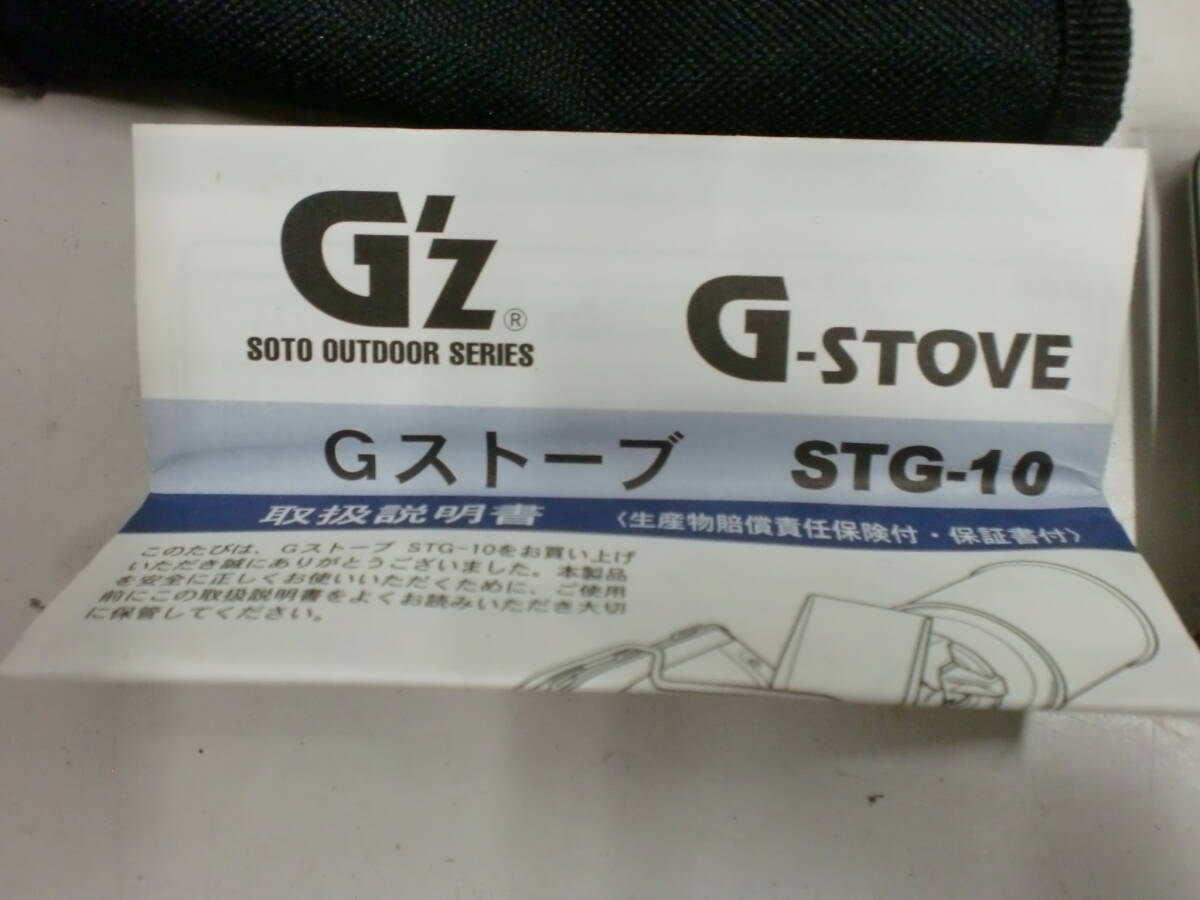 G'z®
SOTO OUTDOOR SERIES
G-STOVE
Gストーブ STG-10
取扱説明書 〈生産物賠償責任保険付・保証書付〉
このたびは、Gストーブ STG-10をお買い上げ
いただき誠にありがとうございました。本製品
を安全に正しくお使いいただくために、ご使用
前にこの取扱説明書をよくお読みいただき大切
に保管してください。